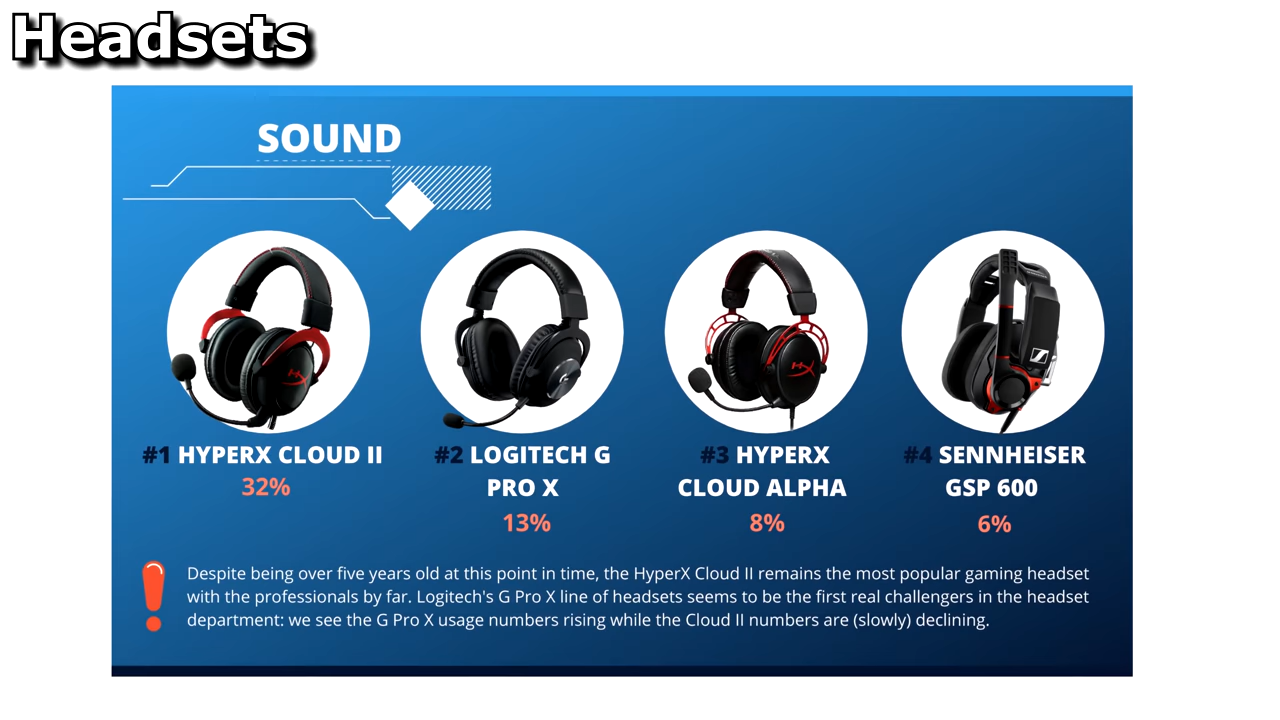 Headsets
SOUND
#1 HYPERX CLOUD II
32%
#2 LOGITECH G
PRO X
13%
#3 HYPERX
CLOUD ALPHA
8%
#4 SENNHEISER
GSP 600
6%
Despite being over five years old at this point in time, the HyperX Cloud II remains the most popular gaming headset
with the professionals by far. Logitech's G Pro X line of headsets seems to be the first real challengers in the headset
department: we see the G Pro X usage numbers rising while the Cloud II numbers are (slowly) declining.